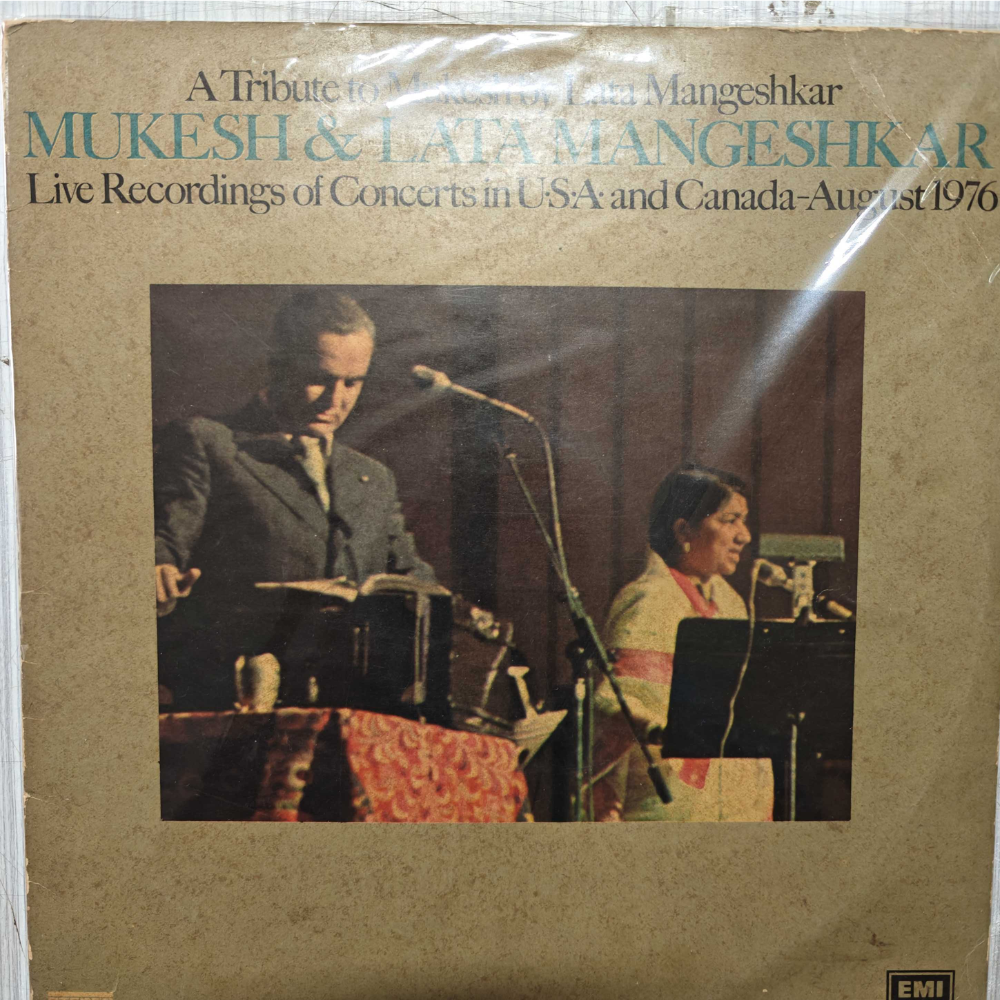 A Tribute to Mukesh by Lata Mangeshkar
MUKESH & LATA MANGESHKAR
Live Recordings of Concerts in U·S·A· and Canada-August 1976
EMI